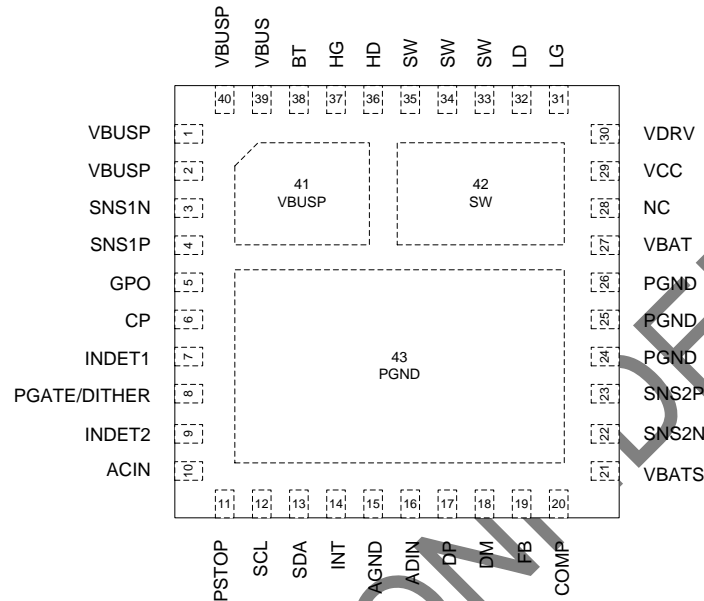 VBUSP
VBUS
BT
HG
HD
SW
SW
SW
LD
LG
40
39
38
37
36
35
34
33
32
31
VBUSP 1
VBUSP 2
SNS1N 3
SNS1P 4
GPO 5
CP 6
INDET1 7
PGATE/DITHER 8
INDET2 9
ACIN 10
41
VBUSP
42
SW
43
PGND
30 VDRV
29 VCC
28 NC
27 VBAT
26 PGND
25 PGND
24 PGND
23 SNS2P
22 SNS2N
21 VBATS
11
12
13
14
15
16
17
18
19
20
PSTOP
SCL
SDA
INT
AGND
ADIN
DP
DM
FB
COMP